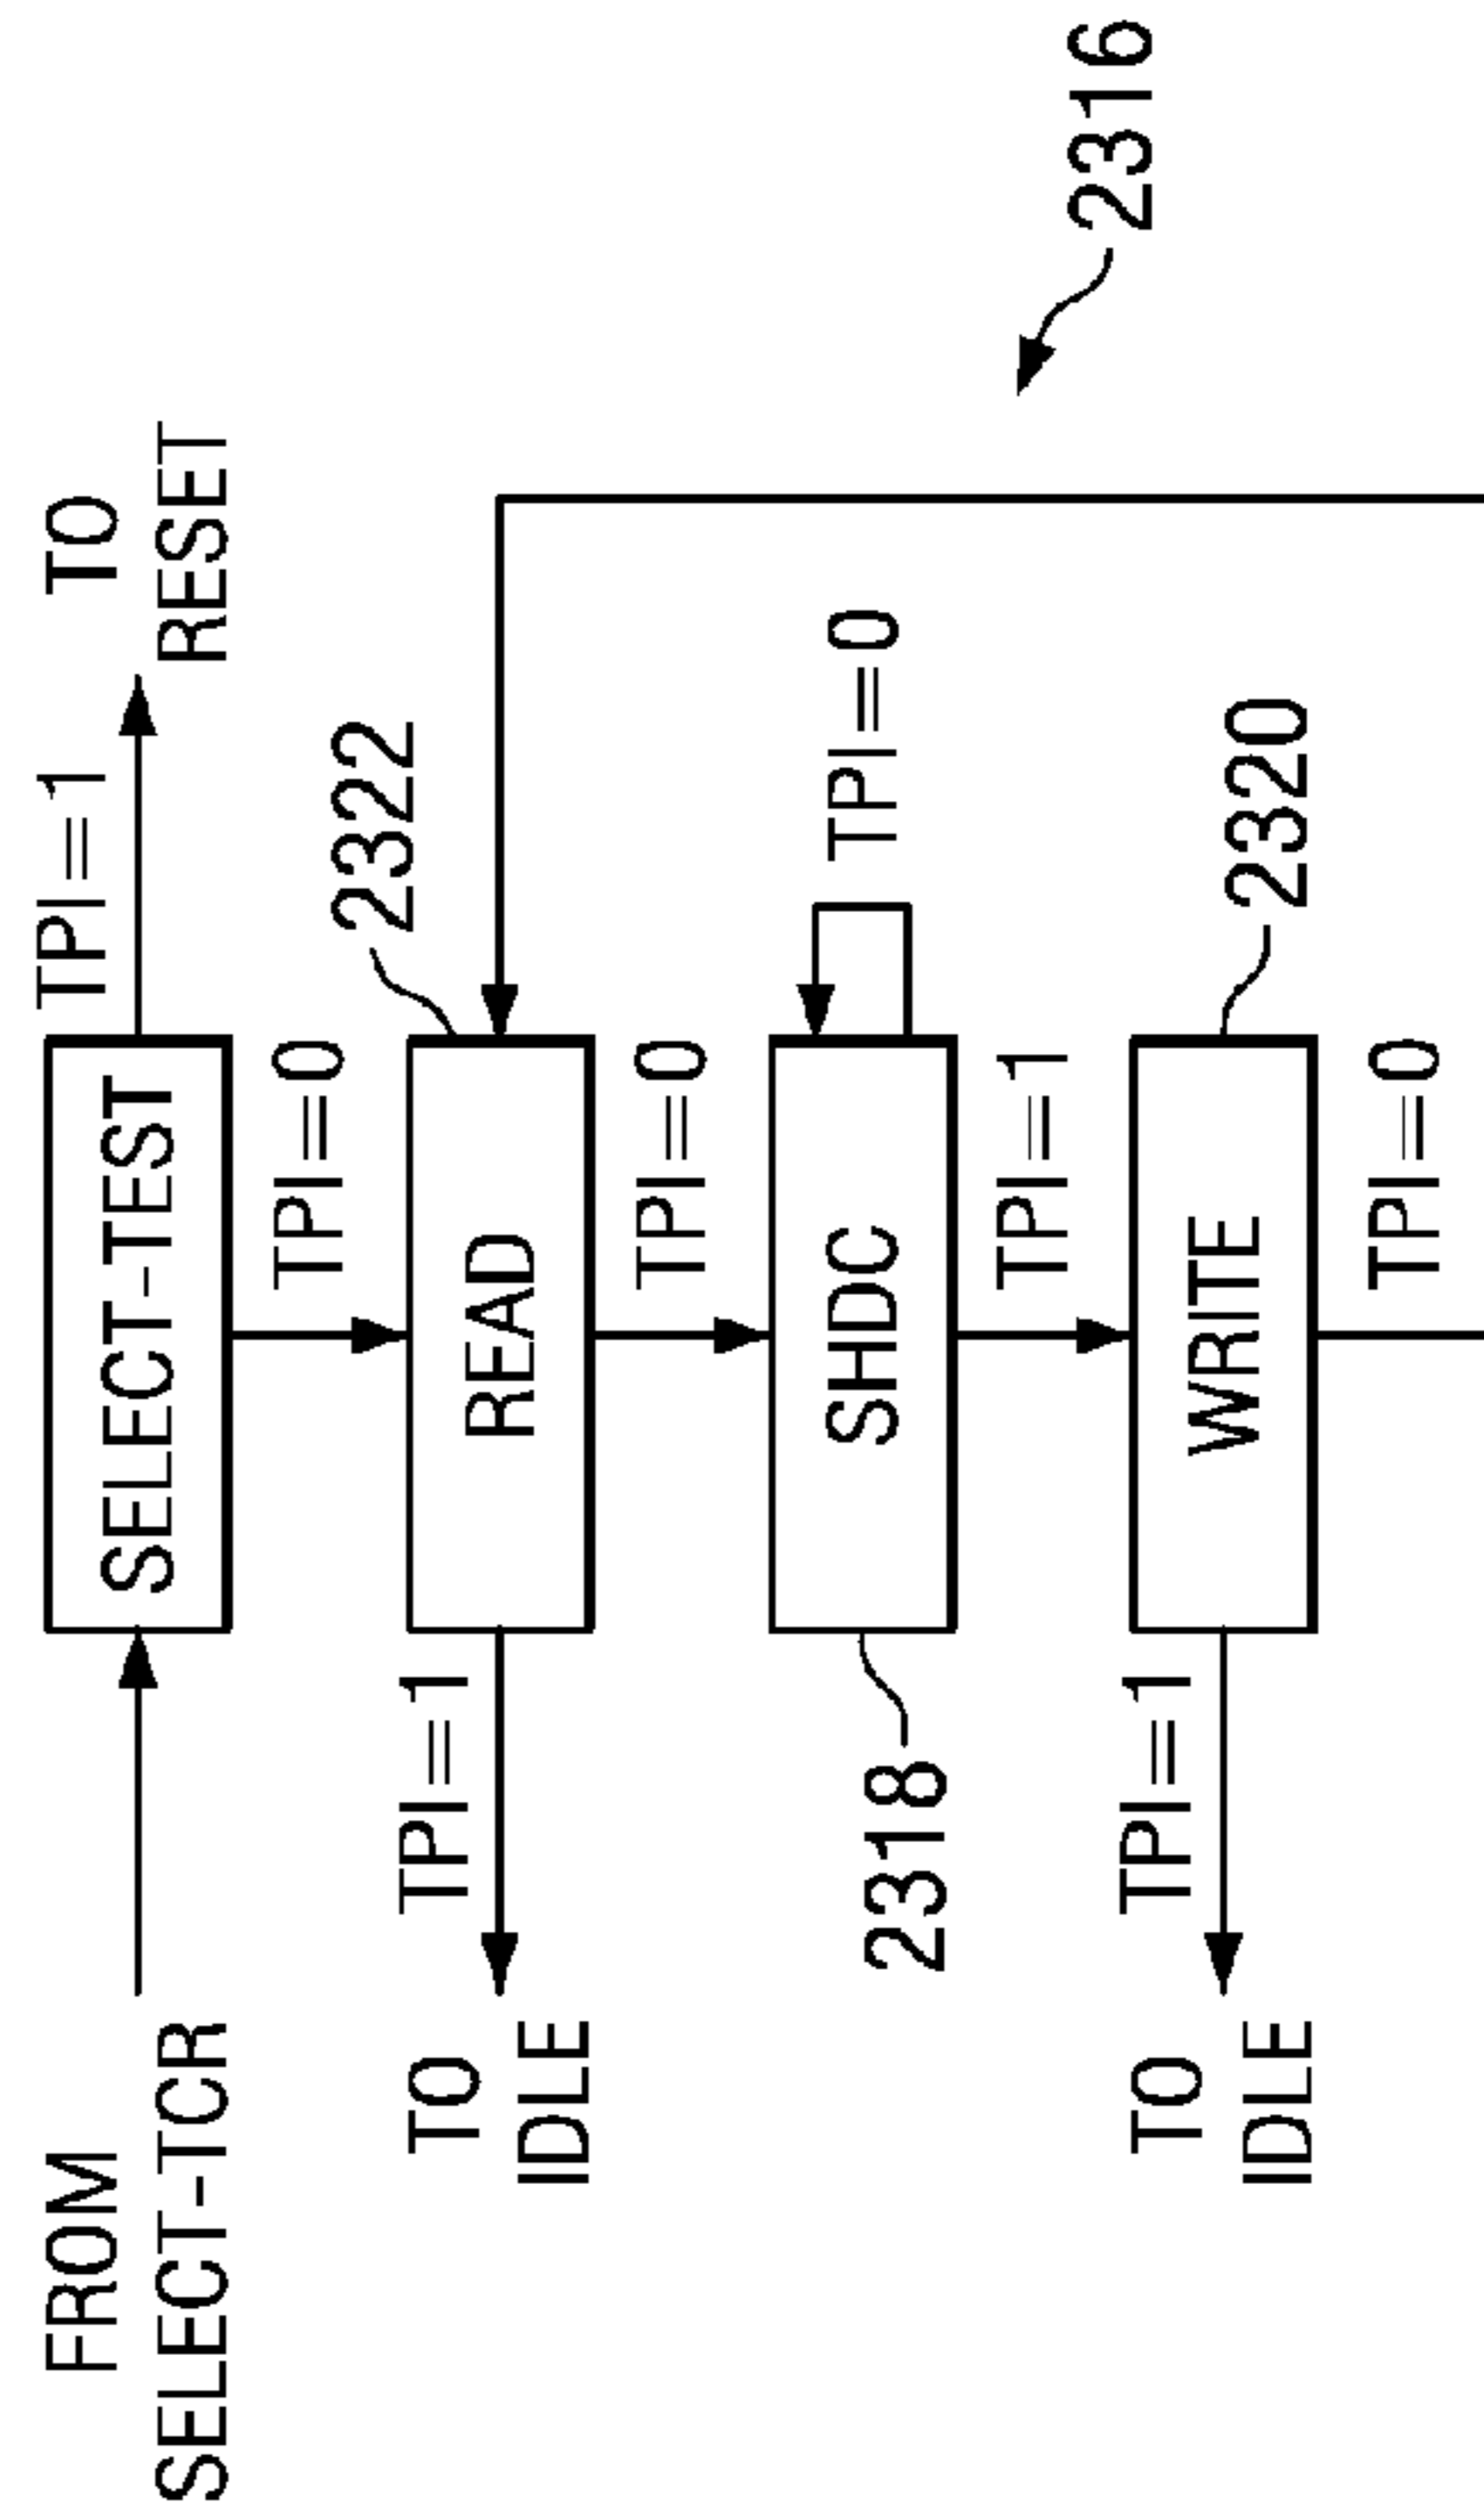 FROM
SELECT-TCR
SELECT-TEST
TPI=1
TO
RESET
TPI=0
TO
IDLE
TPI=1
READ
2322
TPI=0
2318
SHDC
TPI=0
TPI=1
2316
TO
IDLE
TPI=1
WRITE
2320
TPI=0